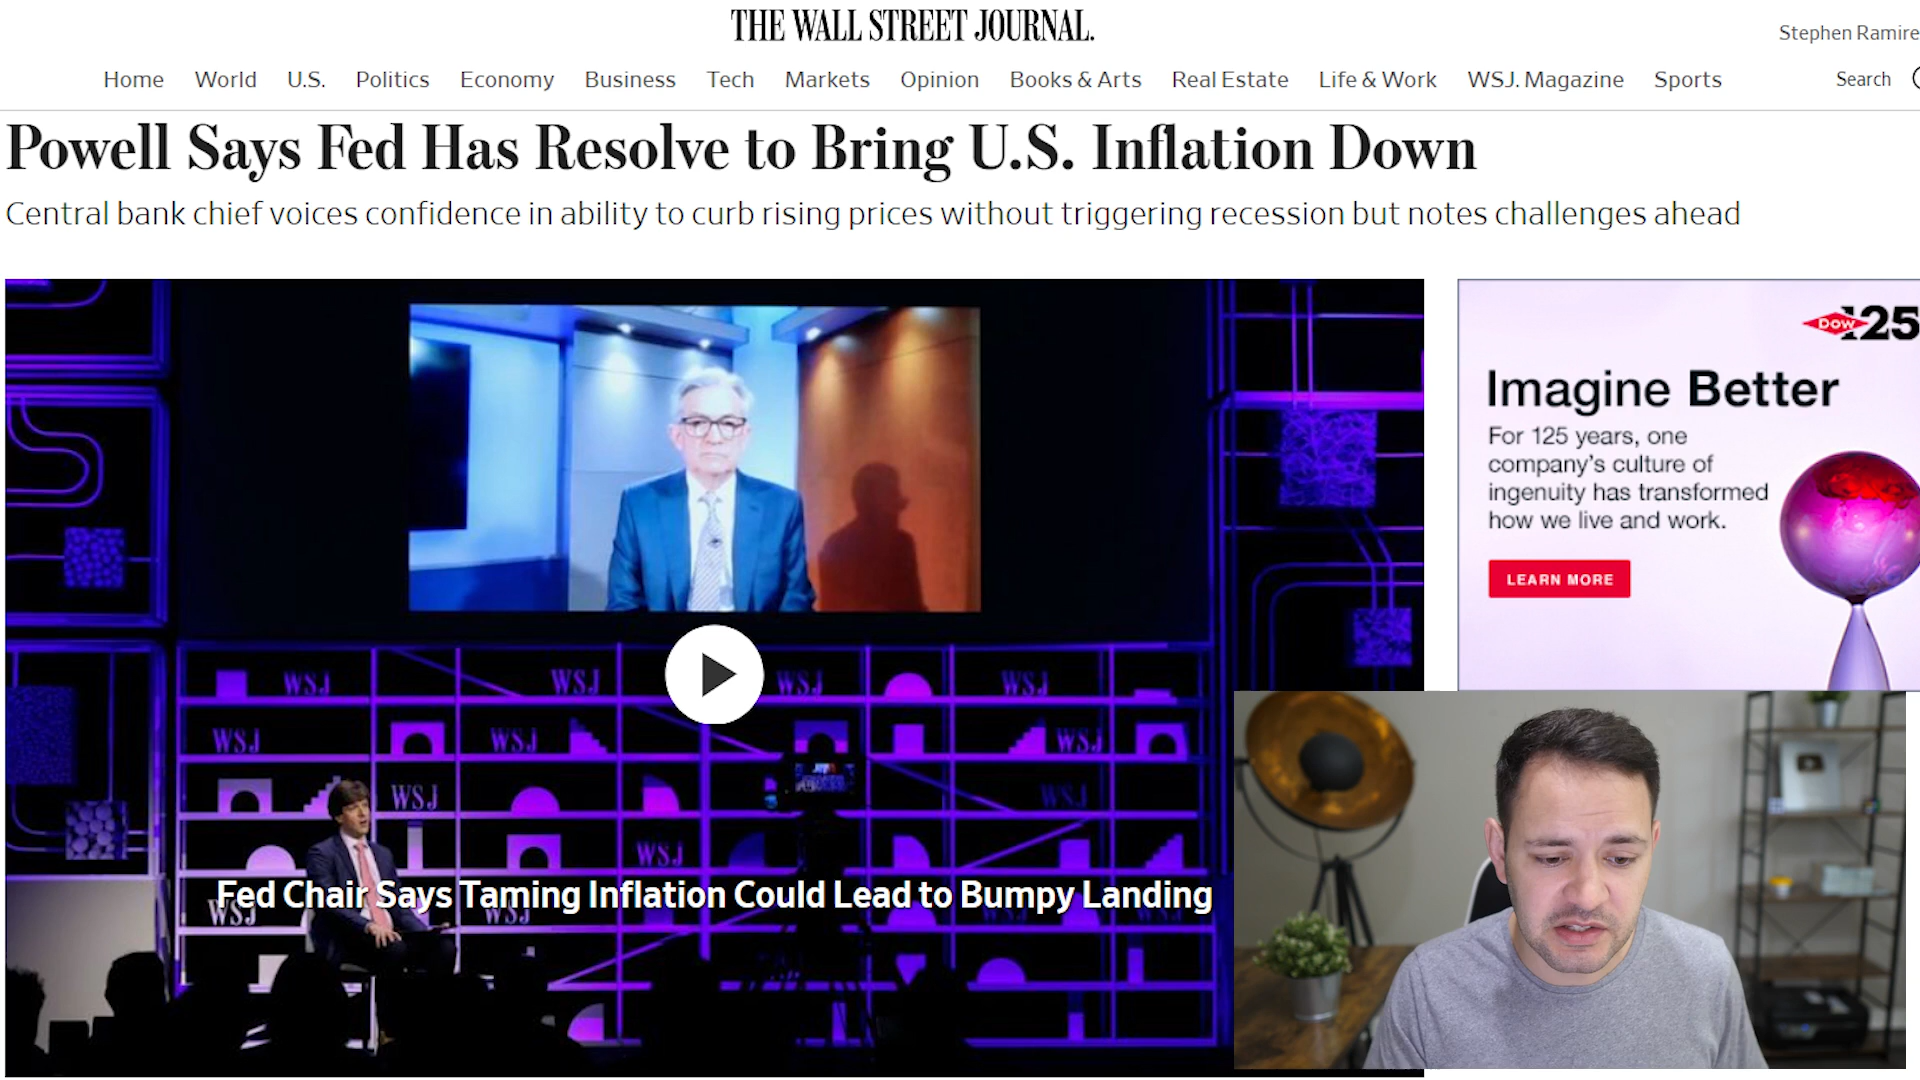 THE WALL STREET JOURNAL.
Stephen Ramire
Home World U.S. Politics Economy Business Tech Markets Opinion Books & Arts Real Estate Life & Work WSJ. Magazine Sports Search
Powell Says Fed Has Resolve to Bring U.S. Inflation Down
Central bank chief voices confidence in ability to curb rising prices without triggering recession but notes challenges ahead
WSJ WSJ WSJ WSJ
WSJ WSJ WSJ
WSJ WSJ
WSJ
Fed Chair Says Taming Inflation Could Lead to Bumpy Landing
WSJ WSJ
Dow 125
Imagine Better
For 125 years, one
company's culture of
ingenuity has transformed
how we live and work.
LEARN MORE